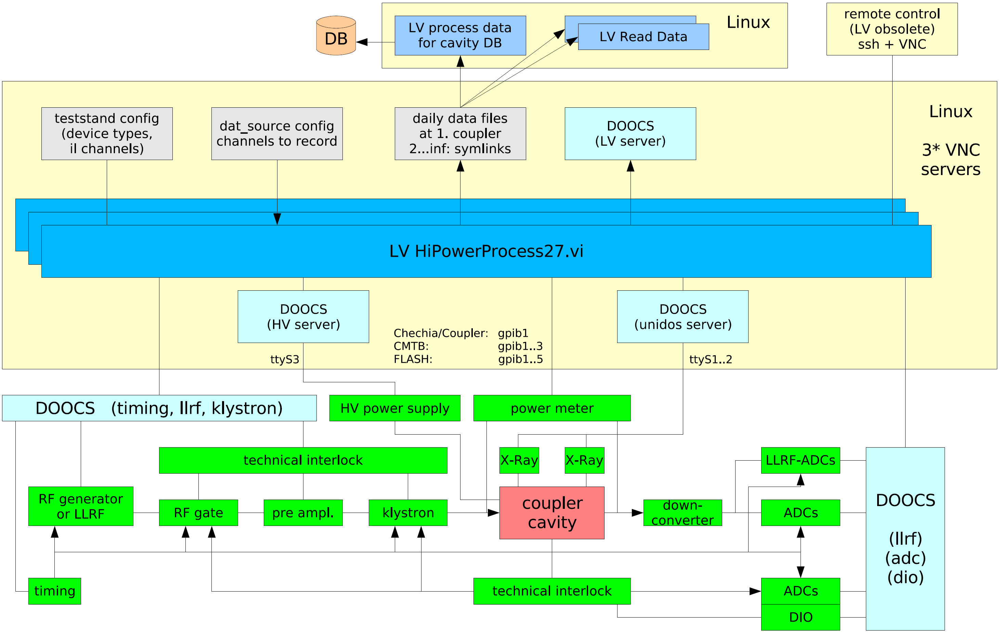 DB
LV process data
for cavity DB
LV Read Data
Linux
remote control
(LV obsolete)
ssh + VNC
teststand config
(device types,
il channels)
dat_source config
channels to record
daily data files
at 1. coupler
2...inf: symlinks
DOOCS
(LV server)
Linux
3* VNC
servers
LV HiPowerProcess27.vi
DOOCS
(HV server)
ttyS3
Chechia/Coupler: gpib1
CMTB: gpib1..3
FLASH: gpib1..5
DOOCS
(unidos server)
ttyS1..2
DOOCS (timing, llrf, klystron)
HV power supply
power meter
technical interlock
X-Ray
X-Ray
LLRF-ADCs
RF generator
or LLRF
RF gate
pre ampl.
klystron
coupler
cavity
down-
converter
ADCs
DOOCS
(llrf)
(adc)
(dio)
timing
technical interlock
ADCs
DIO